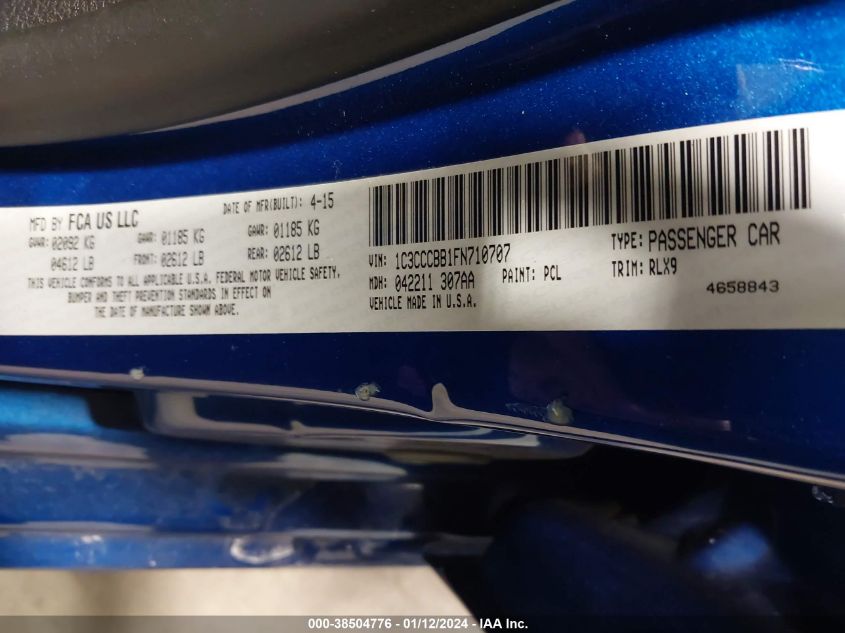 MFD BY FCA US LLC DATE OF MFR(BUILT): 4-15
GVWR: 02092 KG GAWR: 01185 KG GAWR: 01185 KG
04612 LB FRONT: 02612 LB REAR: 02612 LB
THIS VEHICLE CONFORMS TO ALL APPLICABLE U.S.A. FEDERAL MOTOR VEHICLE SAFETY,
BUMPER AND THEFT PREVENTION STANDARDS IN EFFECT ON
THE DATE OF MANUFACTURE SHOWN ABOVE.
VIN: 1C3CCCBB1FN710707 TYPE: PASSENGER CAR
MDH: 042211 307AA PAINT: PCL TRIM: RLX9
VEHICLE MADE IN U.S.A. 4658843
000-38504776 - 01/12/2024 - IAA Inc.